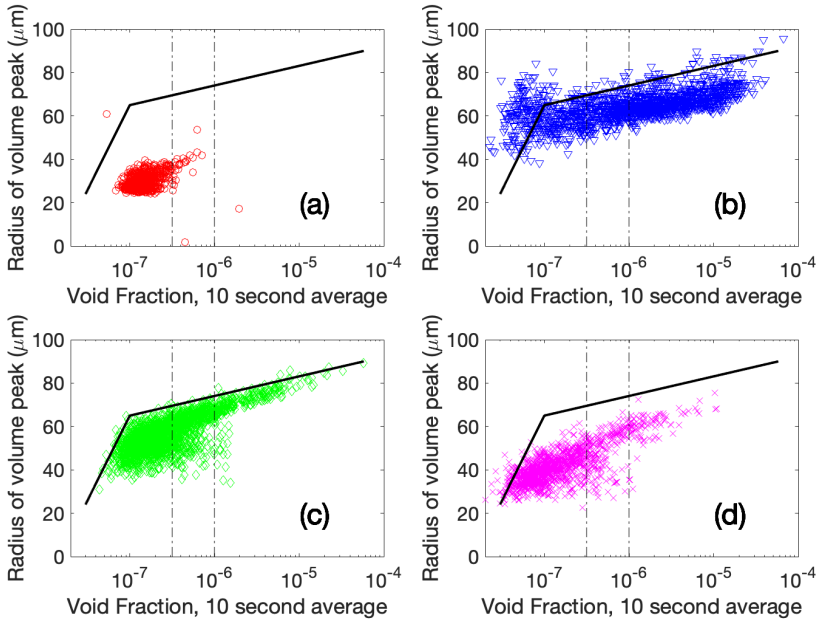 100
80
60
40
20
0
Radius of volume peak (μm)
(a)
10⁻⁷ 10⁻⁶ 10⁻⁵ 10⁻⁴
Void Fraction, 10 second average
100
80
60
40
20
0
Radius of volume peak (μm)
(b)
10⁻⁷ 10⁻⁶ 10⁻⁵ 10⁻⁴
Void Fraction, 10 second average
100
80
60
40
20
0
Radius of volume peak (μm)
(c)
10⁻⁷ 10⁻⁶ 10⁻⁵ 10⁻⁴
Void Fraction, 10 second average
100
80
60
40
20
0
Radius of volume peak (μm)
(d)
10⁻⁷ 10⁻⁶ 10⁻⁵ 10⁻⁴
Void Fraction, 10 second average